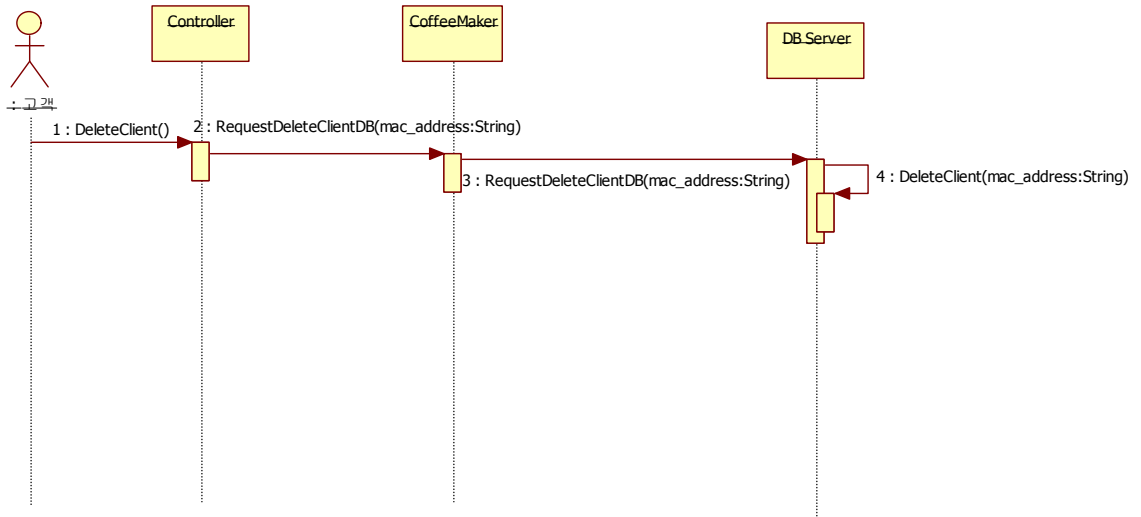 Controller
CoffeeMaker
DB Server
: 고객
1 : DeleteClient()
2 : RequestDeleteClientDB(mac_address:String)
3 : RequestDeleteClientDB(mac_address:String)
4 : DeleteClient(mac_address:String)